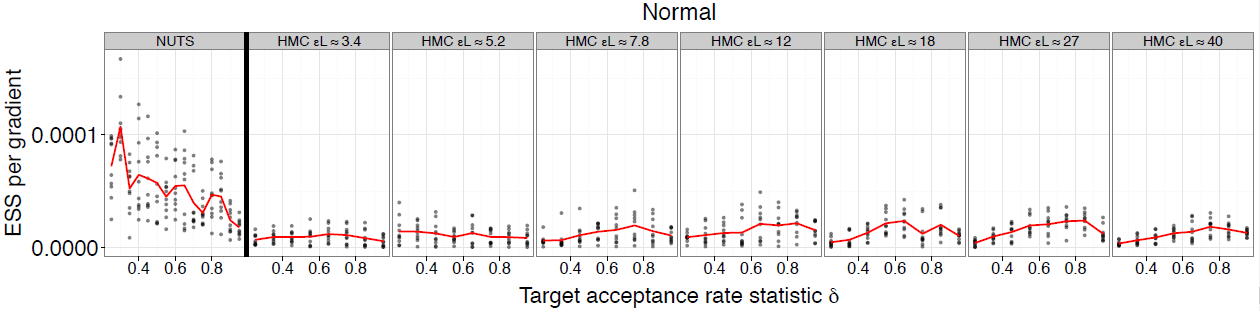 Normal
NUTS
HMC εL ≈ 3.4
HMC εL ≈ 5.2
HMC εL ≈ 7.8
HMC εL ≈ 12
HMC εL ≈ 18
HMC εL ≈ 27
HMC εL ≈ 40
ESS per gradient
0.0001
0.0000
0.4 0.6 0.8
0.4 0.6 0.8
0.4 0.6 0.8
0.4 0.6 0.8
0.4 0.6 0.8
0.4 0.6 0.8
0.4 0.6 0.8
0.4 0.6 0.8
Target acceptance rate statistic δ